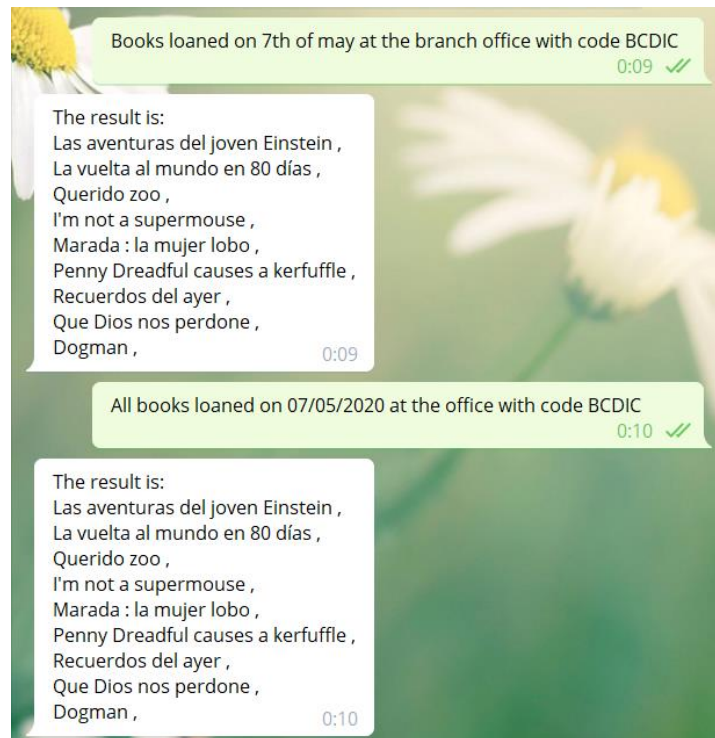 Books loaned on 7th of may at the branch office with code BCDIC
0:09
The result is:
Las aventuras del joven Einstein ,
La vuelta al mundo en 80 días ,
Querido zoo ,
I'm not a supermouse ,
Marada : la mujer lobo ,
Penny Dreadful causes a kerfuffle ,
Recuerdos del ayer ,
Que Dios nos perdone ,
Dogman ,
0:09
All books loaned on 07/05/2020 at the office with code BCDIC
0:10
The result is:
Las aventuras del joven Einstein ,
La vuelta al mundo en 80 días ,
Querido zoo ,
I'm not a supermouse ,
Marada : la mujer lobo ,
Penny Dreadful causes a kerfuffle ,
Recuerdos del ayer ,
Que Dios nos perdone ,
Dogman ,
0:10